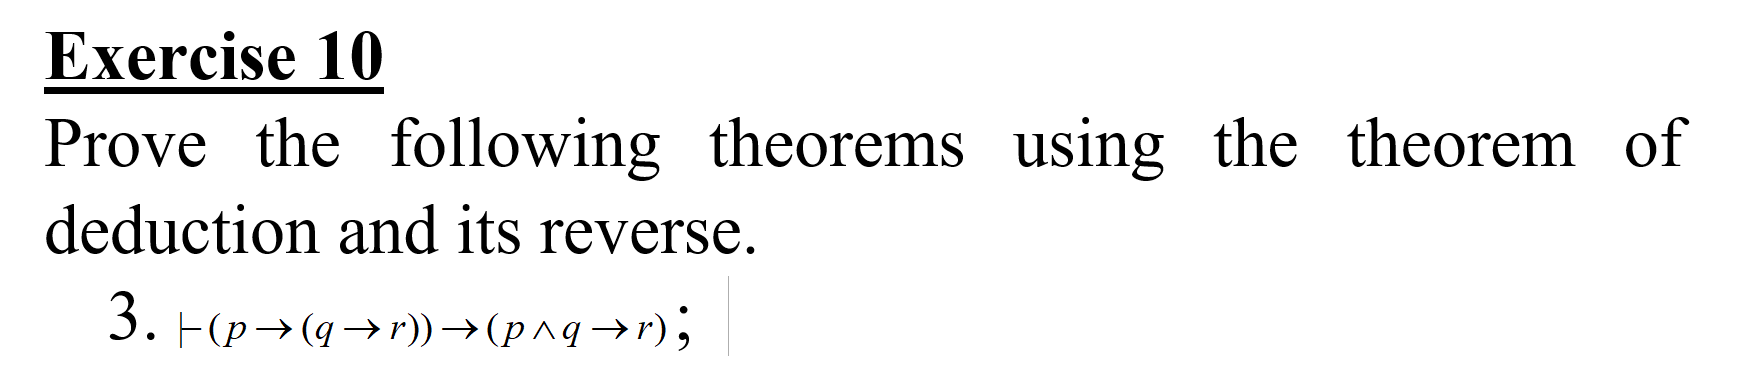 Exercise 10
Prove the following theorems using the theorem of
deduction and its reverse.
3. ⊢(p→(q→r))→(p∧q→r);